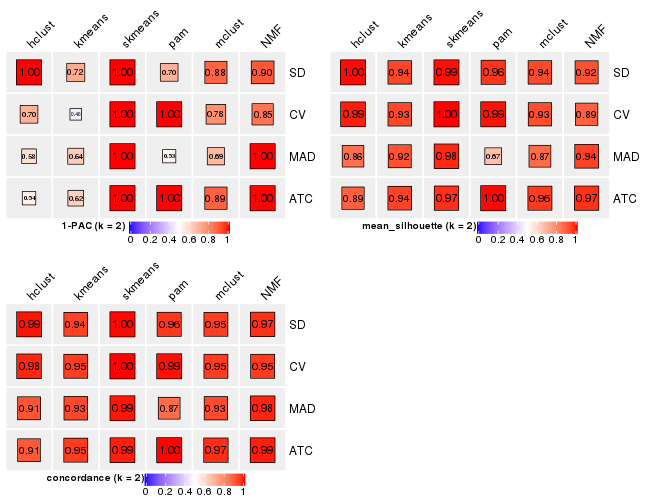 hclust kmeans skmeans pam mclust NMF
1.00 0.72 1.00 0.70 0.88 0.90 SD
0.70 0.46 1.00 1.00 0.78 0.85 CV
0.58 0.64 1.00 0.53 0.69 1.00 MAD
0.54 0.62 1.00 1.00 0.89 1.00 ATC
1-PAC (k = 2)
0 0.2 0.4 0.6 0.8 1
hclust kmeans skmeans pam mclust NMF
1.00 0.94 0.99 0.96 0.94 0.92 SD
0.99 0.93 1.00 0.99 0.93 0.89 CV
0.86 0.92 0.98 0.67 0.87 0.94 MAD
0.89 0.94 0.97 1.00 0.96 0.97 ATC
mean_silhouette (k = 2)
0 0.2 0.4 0.6 0.8 1
hclust kmeans skmeans pam mclust NMF
0.99 0.94 1.00 0.96 0.95 0.97 SD
0.98 0.95 1.00 0.99 0.95 0.95 CV
0.91 0.93 0.99 0.87 0.93 0.98 MAD
0.91 0.95 0.99 1.00 0.97 0.99 ATC
concordance (k = 2)
0 0.2 0.4 0.6 0.8 1